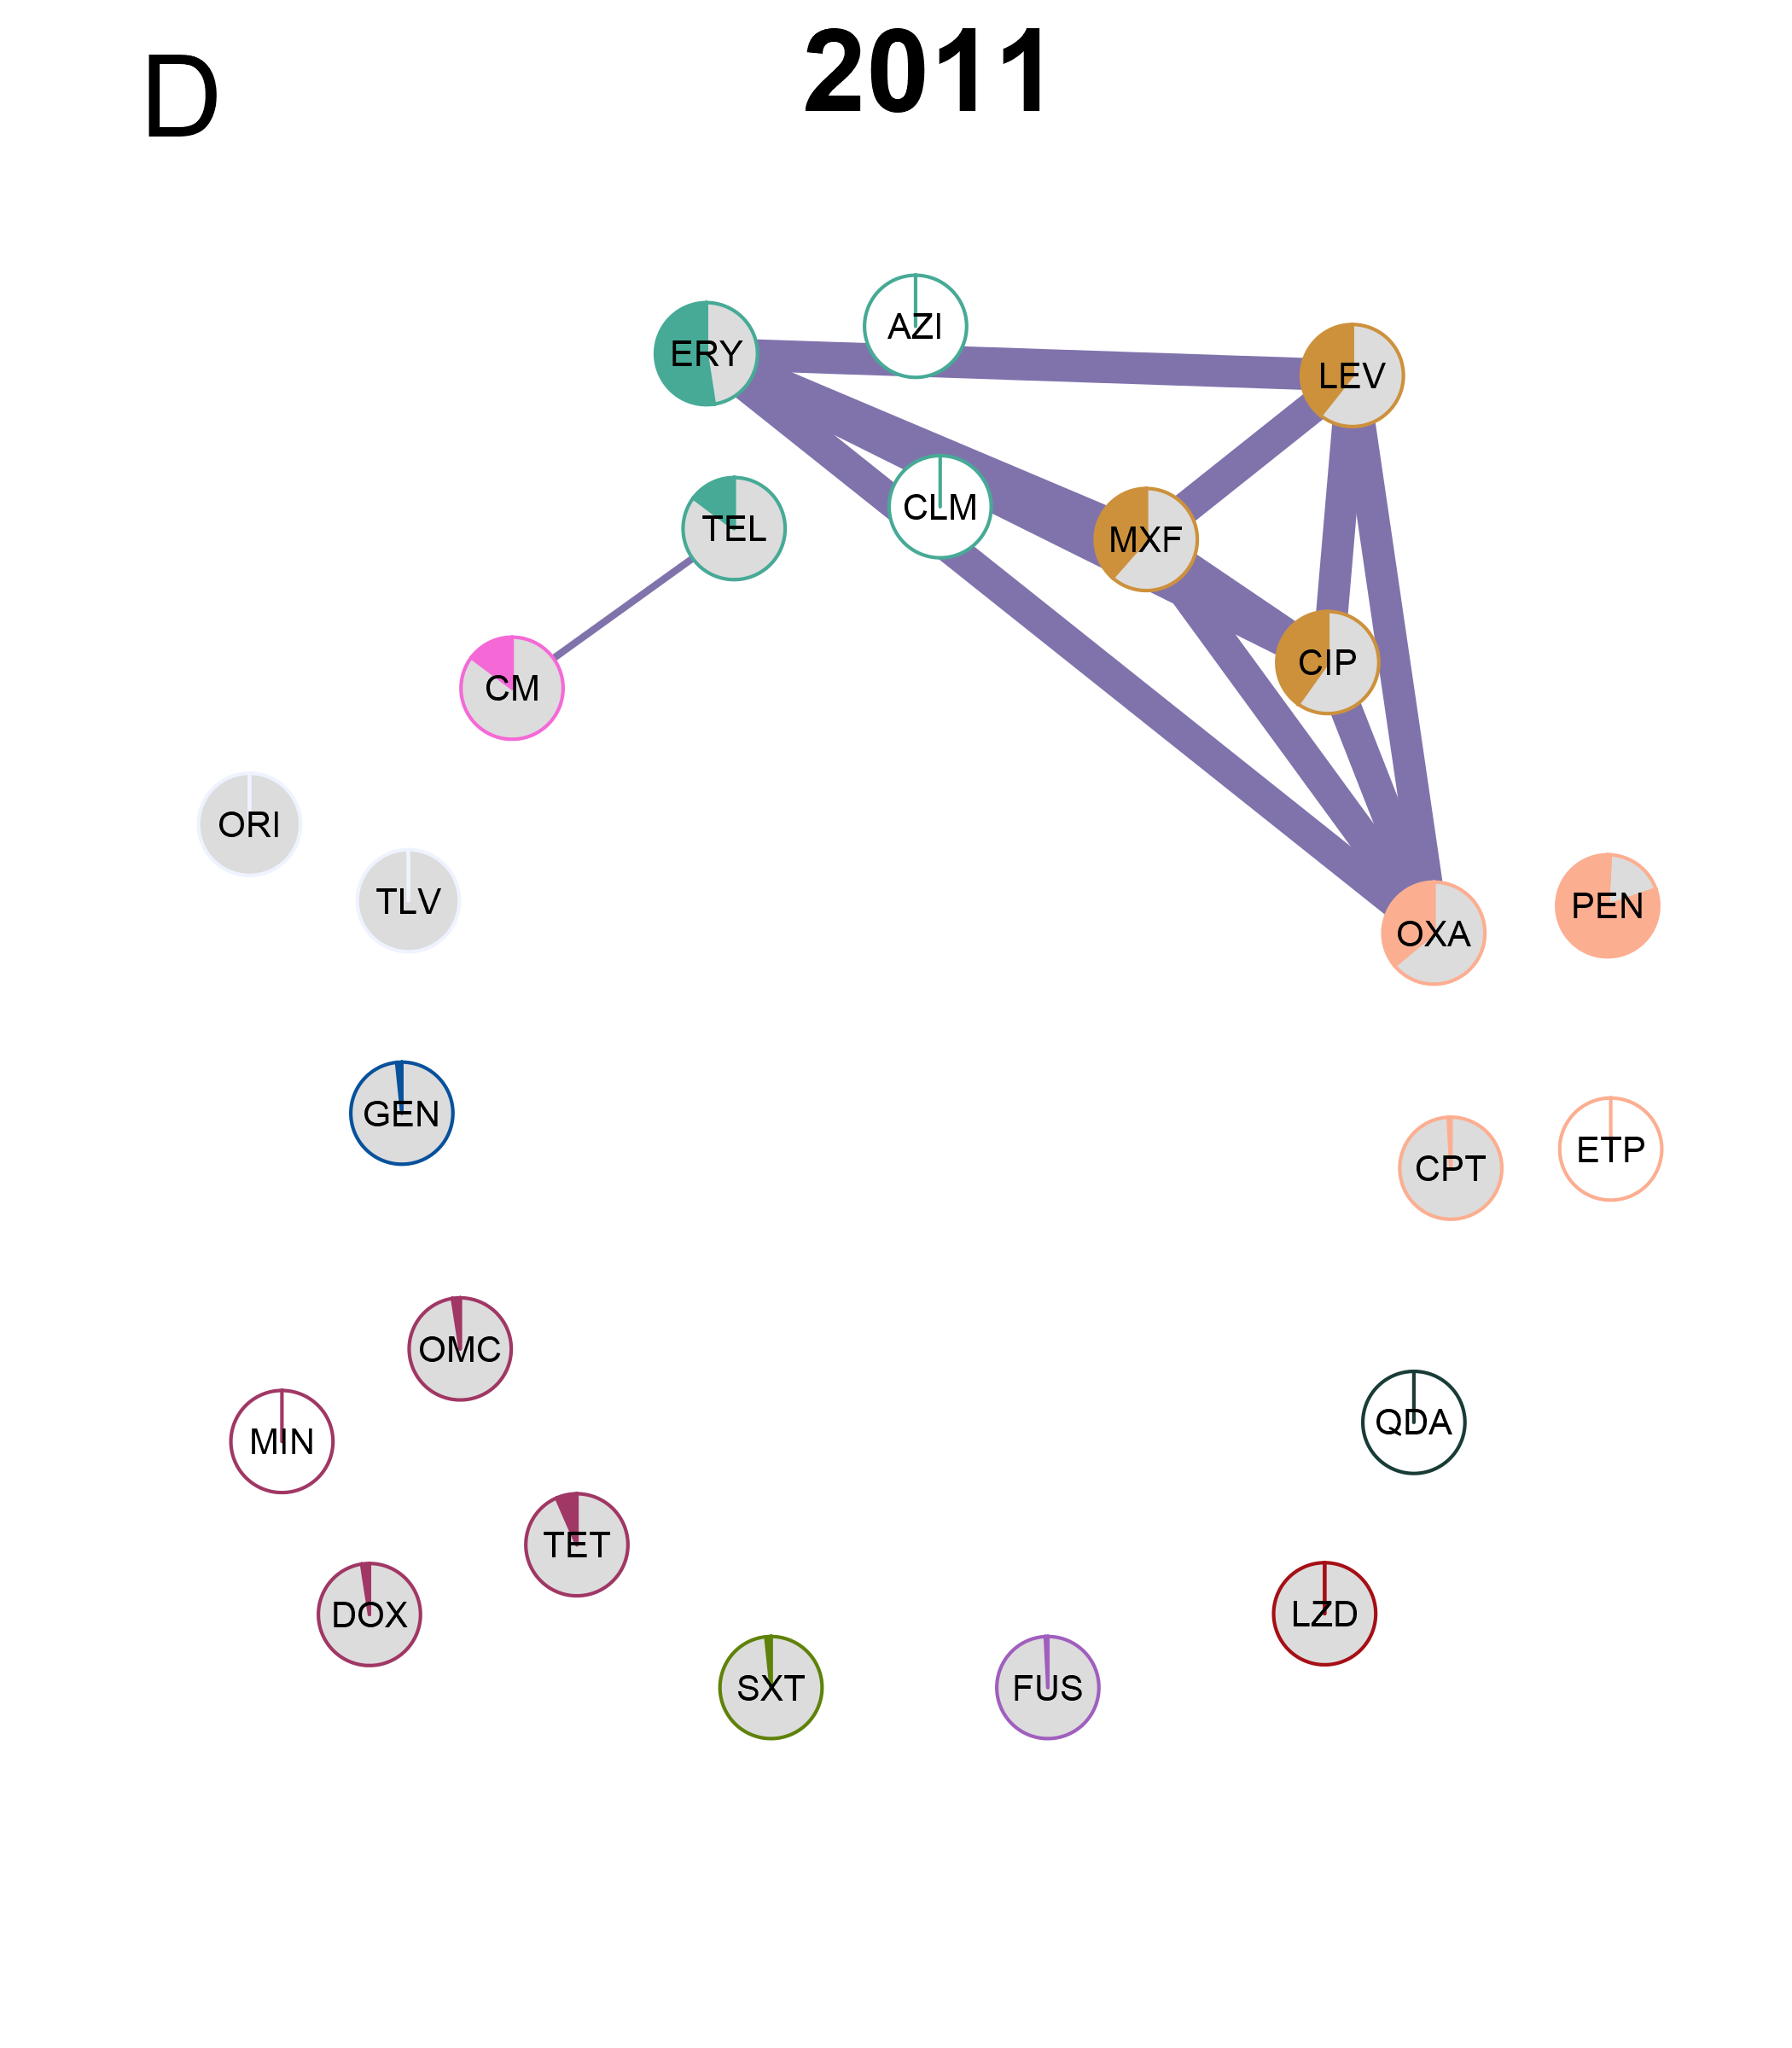 D
2011
AZI
ERY
LEV
CLM
TEL
MXF
CIP
CM
ORI
TLV
PEN
OXA
GEN
ETP
CPT
OMC
QDA
MIN
TET
DOX
LZD
SXT
FUS